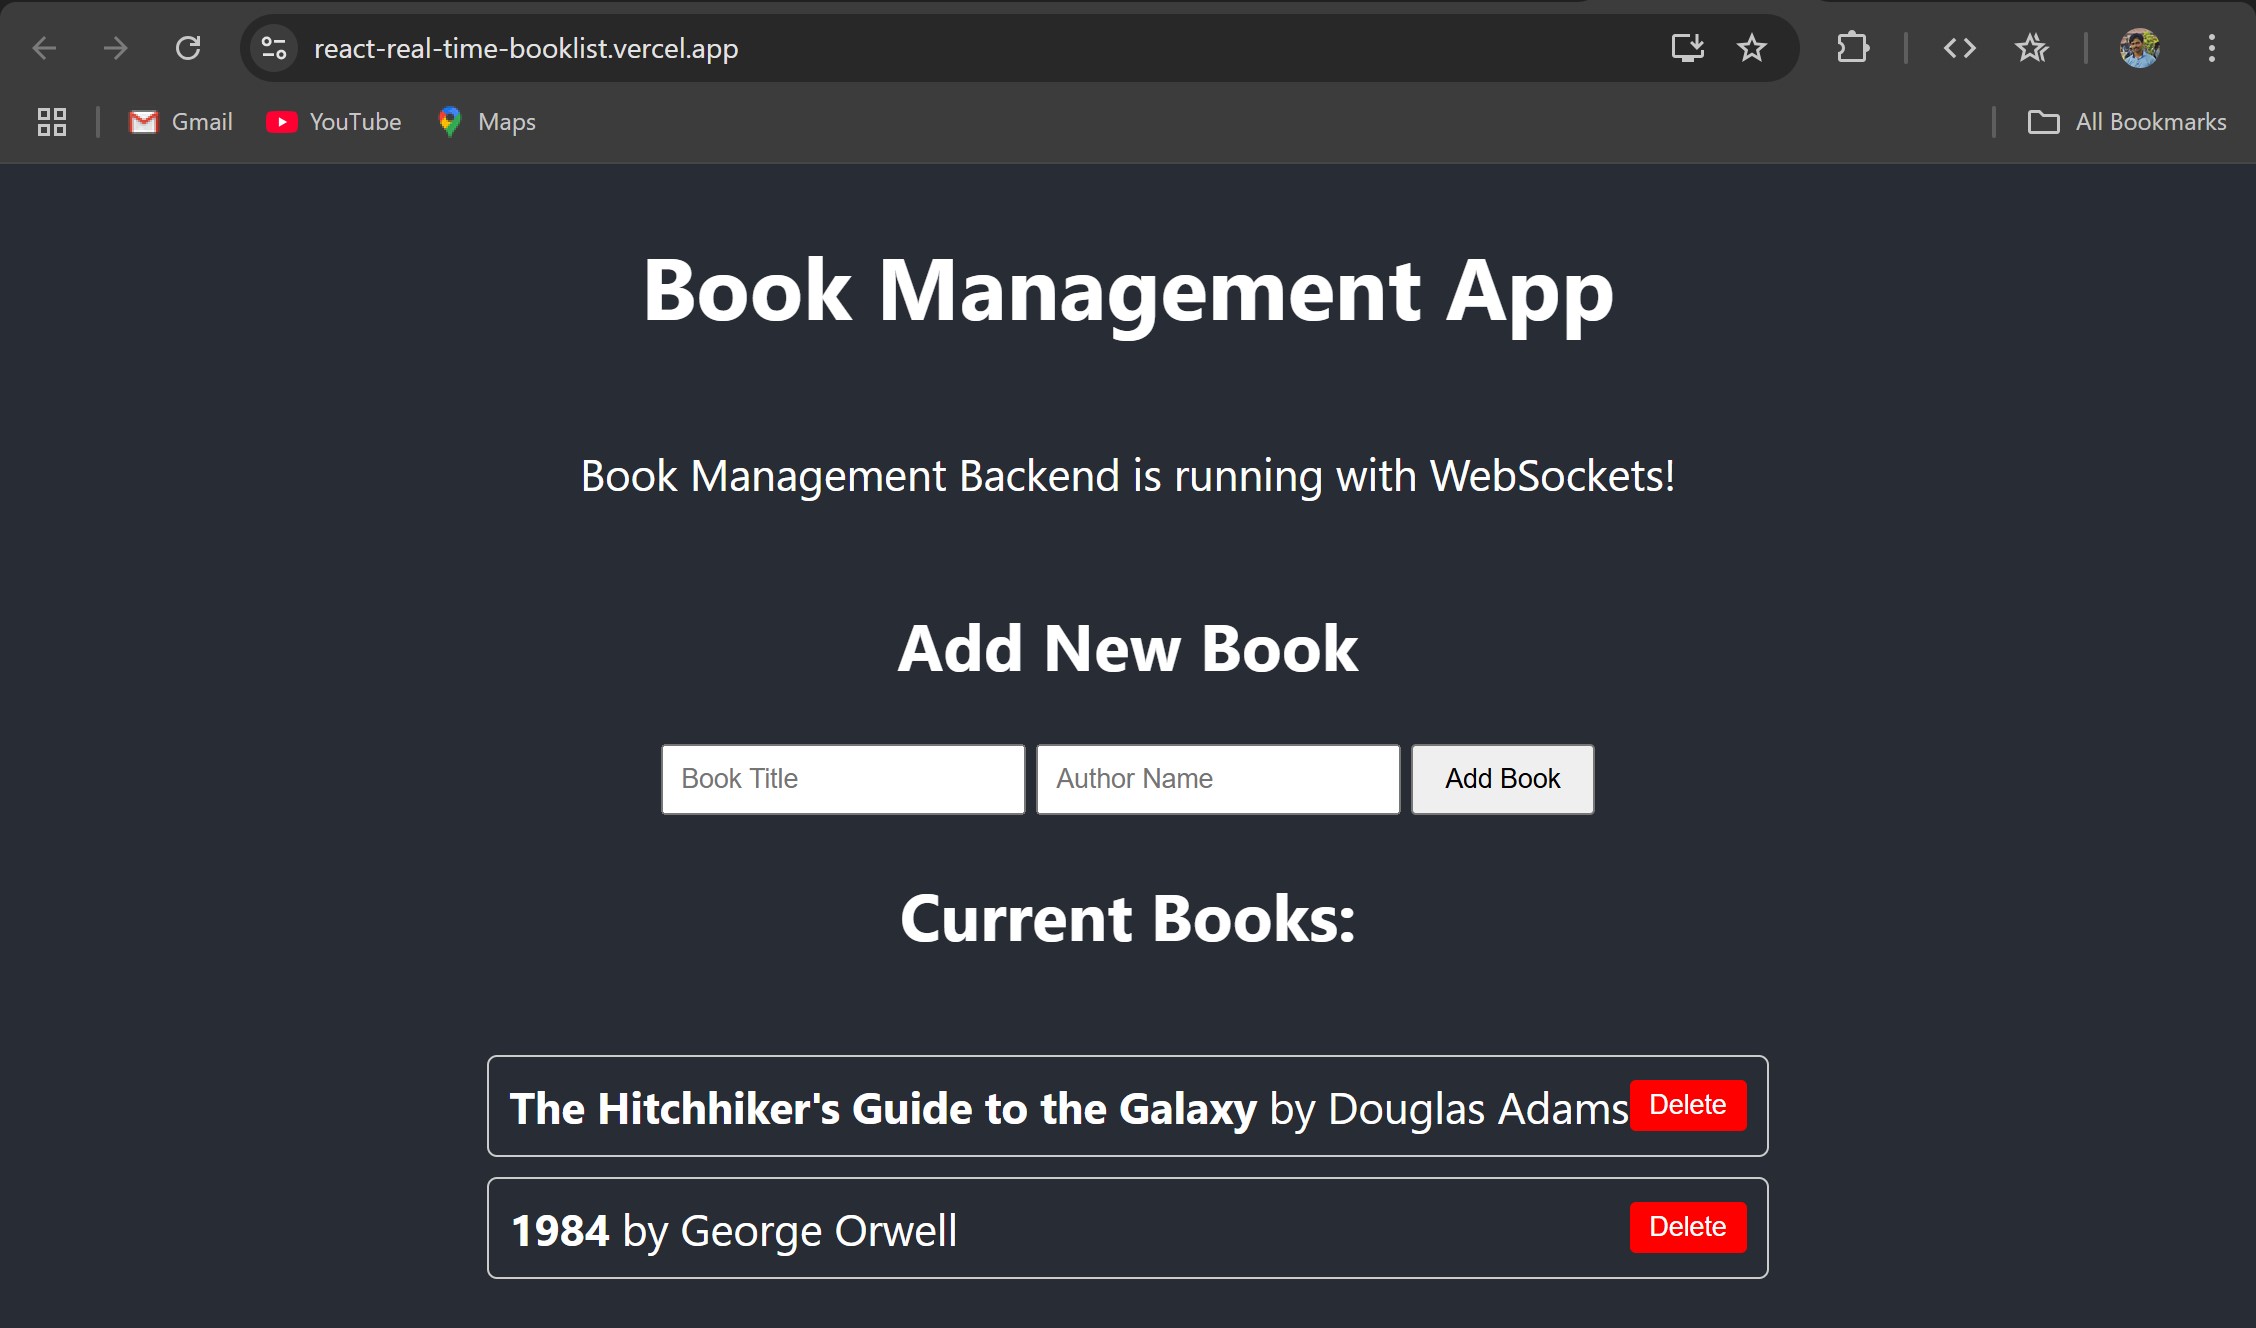 react-real-time-booklist.vercel.app
Gmail YouTube Maps All Bookmarks
Book Management App
Book Management Backend is running with WebSockets!
Add New Book
Book Title Author Name Add Book
Current Books:
The Hitchhiker's Guide to the Galaxy by Douglas Adams Delete
1984 by George Orwell Delete